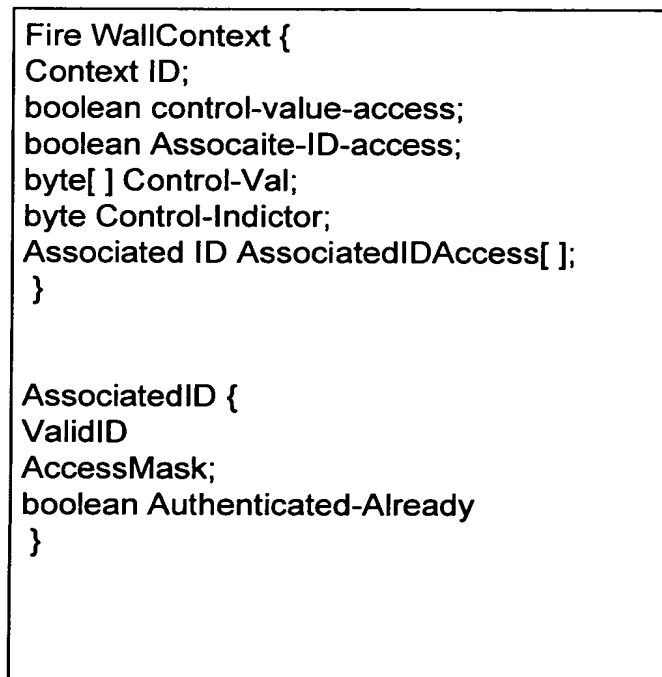 Fire WallContext {
Context ID;
boolean control-value-access;
boolean Assocaite-ID-access;
byte[ ] Control-Val;
byte Control-Indictor;
Associated ID AssociatedIDAccess[ ];
}
AssociatedID {
ValidID
AccessMask;
boolean Authenticated-Already
}